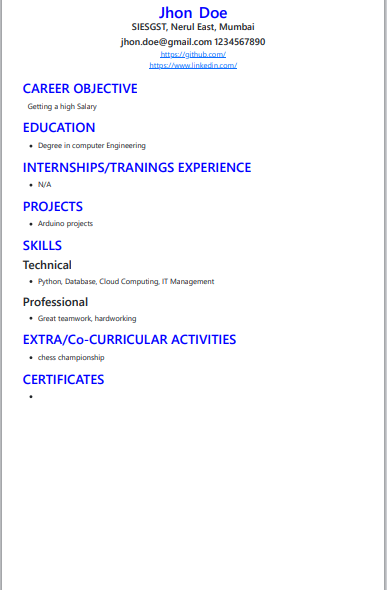 Jhon Doe
SIESGST, Nerul East, Mumbai
jhon.doe@gmail.com 1234567890
https://github.com/
https://www.linkedin.com/
CAREER OBJECTIVE
Getting a high Salary
EDUCATION
• Degree in computer Engineering
INTERNSHIPS/TRANINGS EXPERIENCE
• N/A
PROJECTS
• Arduino projects
SKILLS
Technical
• Python, Database, Cloud Computing, IT Management
Professional
• Great teamwork, hardworking
EXTRA/Co-CURRICULAR ACTIVITIES
• chess championship
CERTIFICATES
•